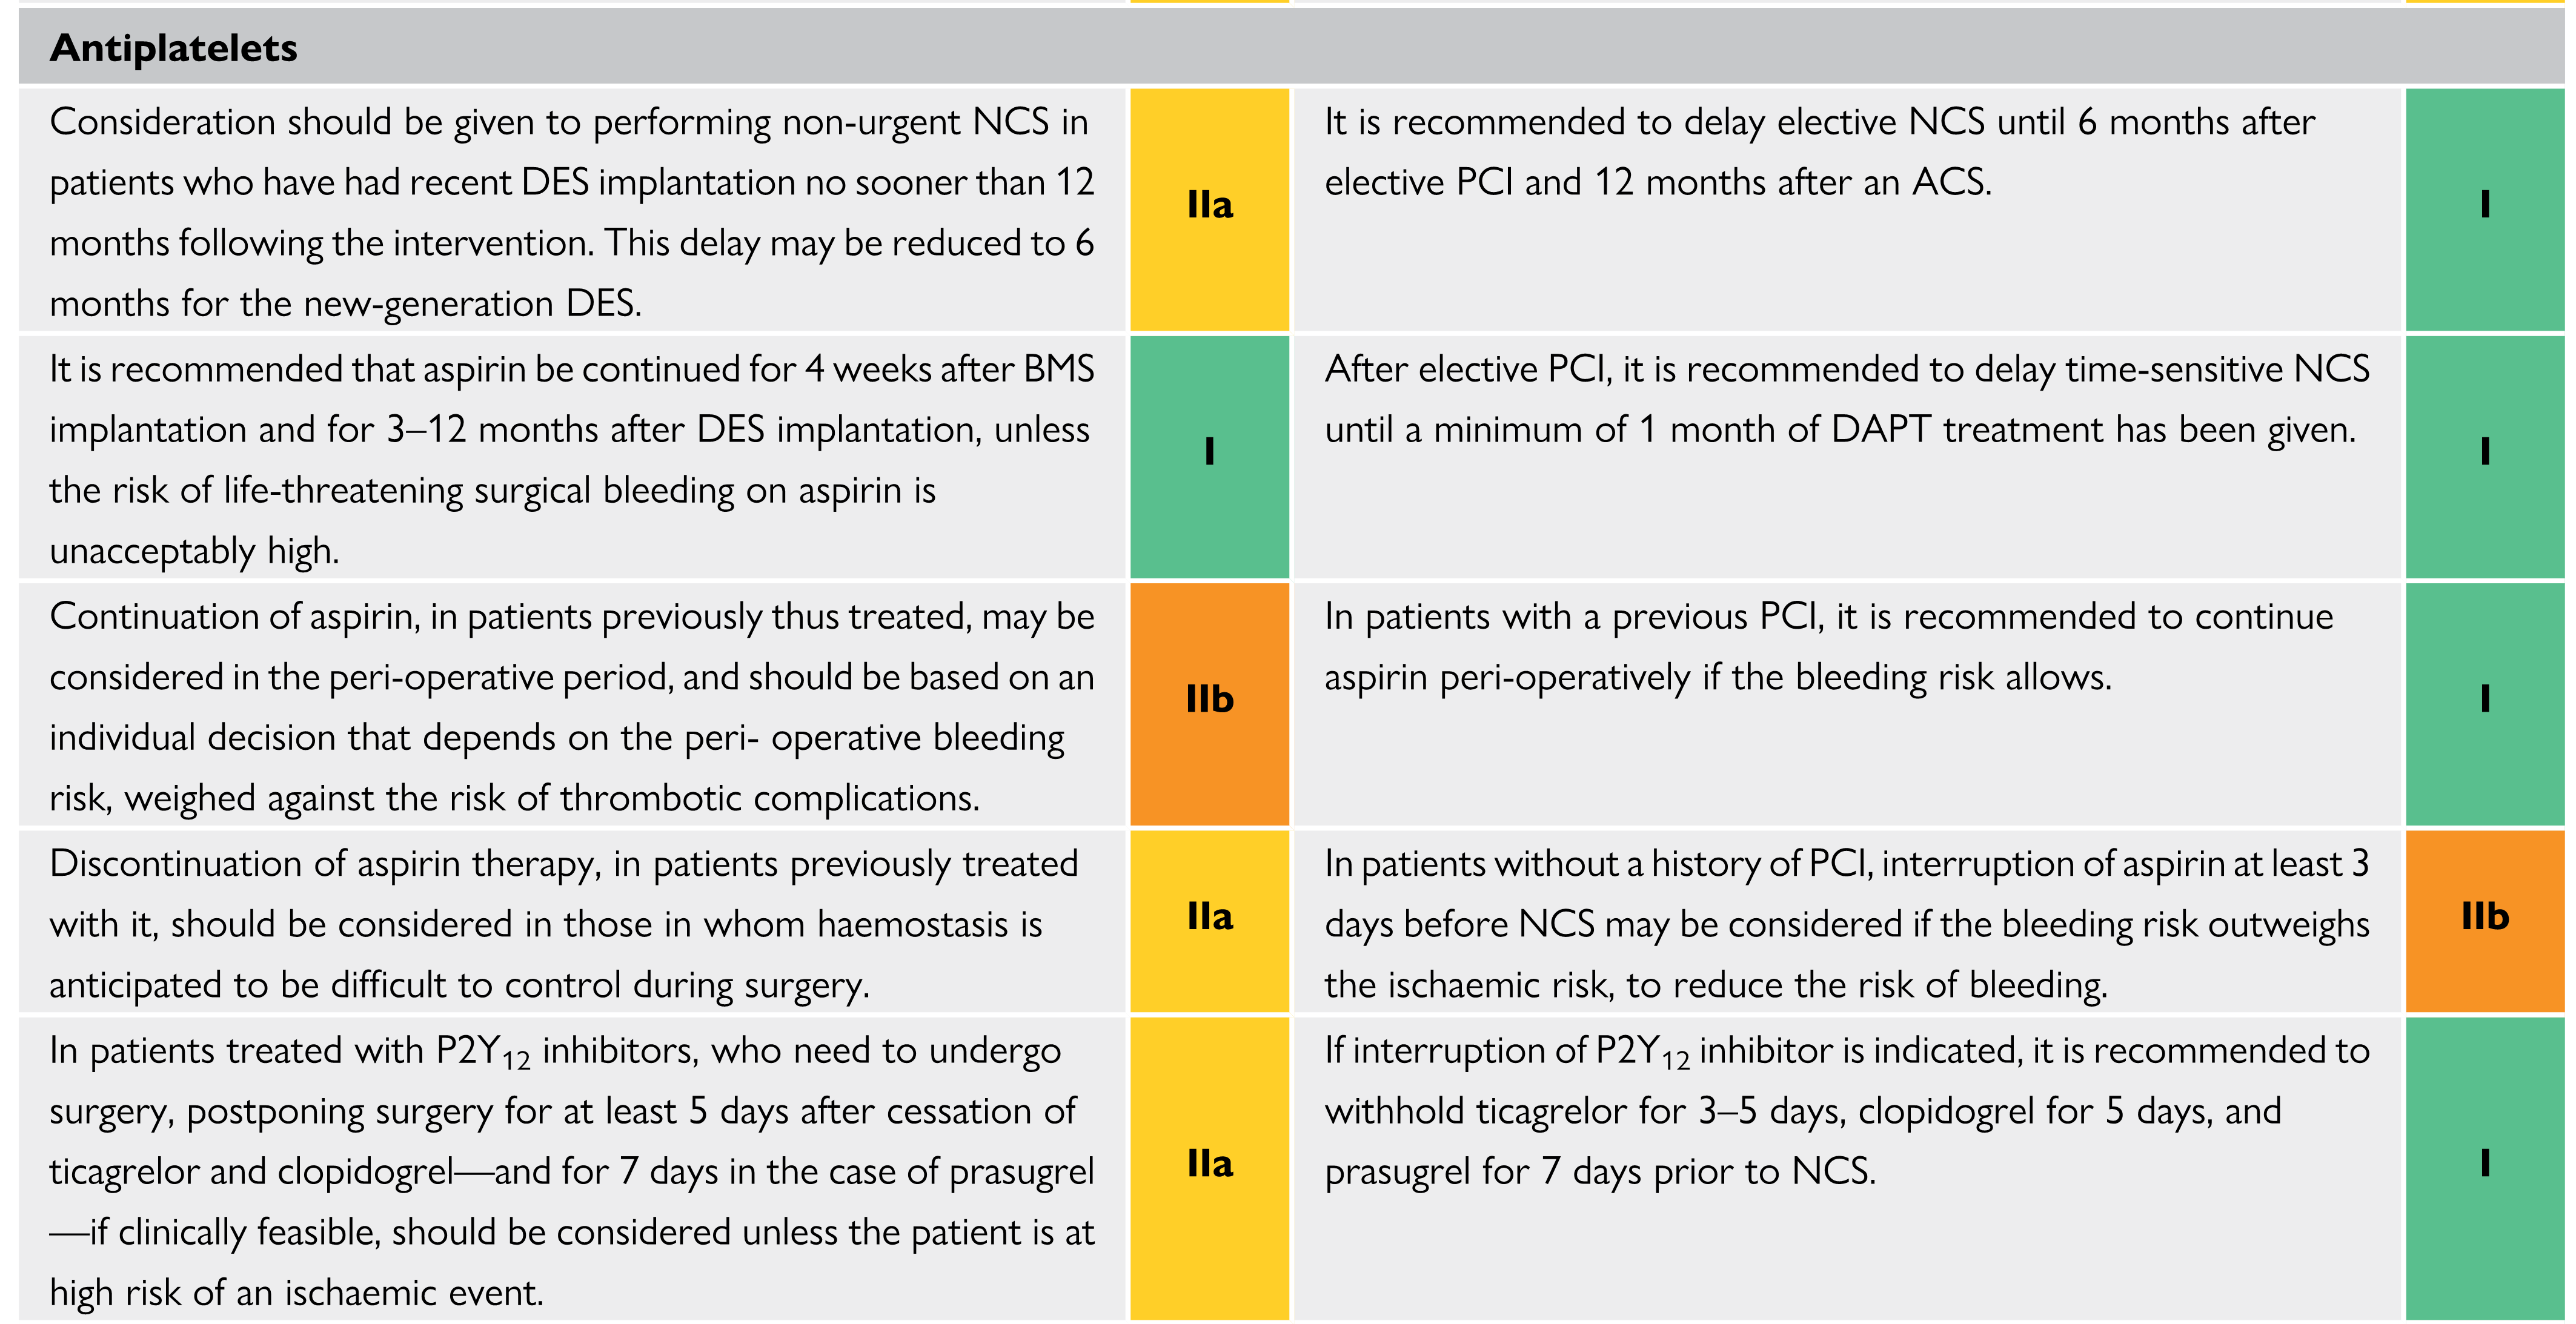 Antiplatelets
Consideration should be given to performing non-urgent NCS in
patients who have had recent DES implantation no sooner than 12
months following the intervention. This delay may be reduced to 6
months for the new-generation DES.
IIa
It is recommended to delay elective NCS until 6 months after
elective PCI and 12 months after an ACS.
I
It is recommended that aspirin be continued for 4 weeks after BMS
implantation and for 3–12 months after DES implantation, unless
the risk of life-threatening surgical bleeding on aspirin is
unacceptably high.
I
After elective PCI, it is recommended to delay time-sensitive NCS
until a minimum of 1 month of DAPT treatment has been given.
I
Continuation of aspirin, in patients previously thus treated, may be
considered in the peri-operative period, and should be based on an
individual decision that depends on the peri- operative bleeding
risk, weighed against the risk of thrombotic complications.
IIb
In patients with a previous PCI, it is recommended to continue
aspirin peri-operatively if the bleeding risk allows.
I
Discontinuation of aspirin therapy, in patients previously treated
with it, should be considered in those in whom haemostasis is
anticipated to be difficult to control during surgery.
IIa
In patients without a history of PCI, interruption of aspirin at least 3
days before NCS may be considered if the bleeding risk outweighs
the ischaemic risk, to reduce the risk of bleeding.
IIb
In patients treated with P2Y₁₂ inhibitors, who need to undergo
surgery, postponing surgery for at least 5 days after cessation of
ticagrelor and clopidogrel—and for 7 days in the case of prasugrel
—if clinically feasible, should be considered unless the patient is at
high risk of an ischaemic event.
IIa
If interruption of P2Y₁₂ inhibitor is indicated, it is recommended to
withhold ticagrelor for 3–5 days, clopidogrel for 5 days, and
prasugrel for 7 days prior to NCS.
I